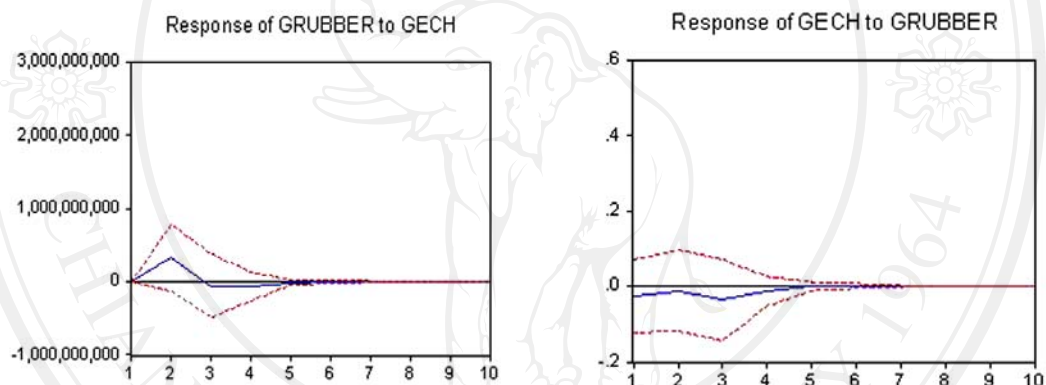 Response of GRUBBER to GECH
3,000,000,000
2,000,000,000
1,000,000,000
0
-1,000,000,000
1 2 3 4 5 6 7 8 9 10
Response of GECH to GRUBBER
.6
.4
.2
.0
-.2
1 2 3 4 5 6 7 8 9 10
1964